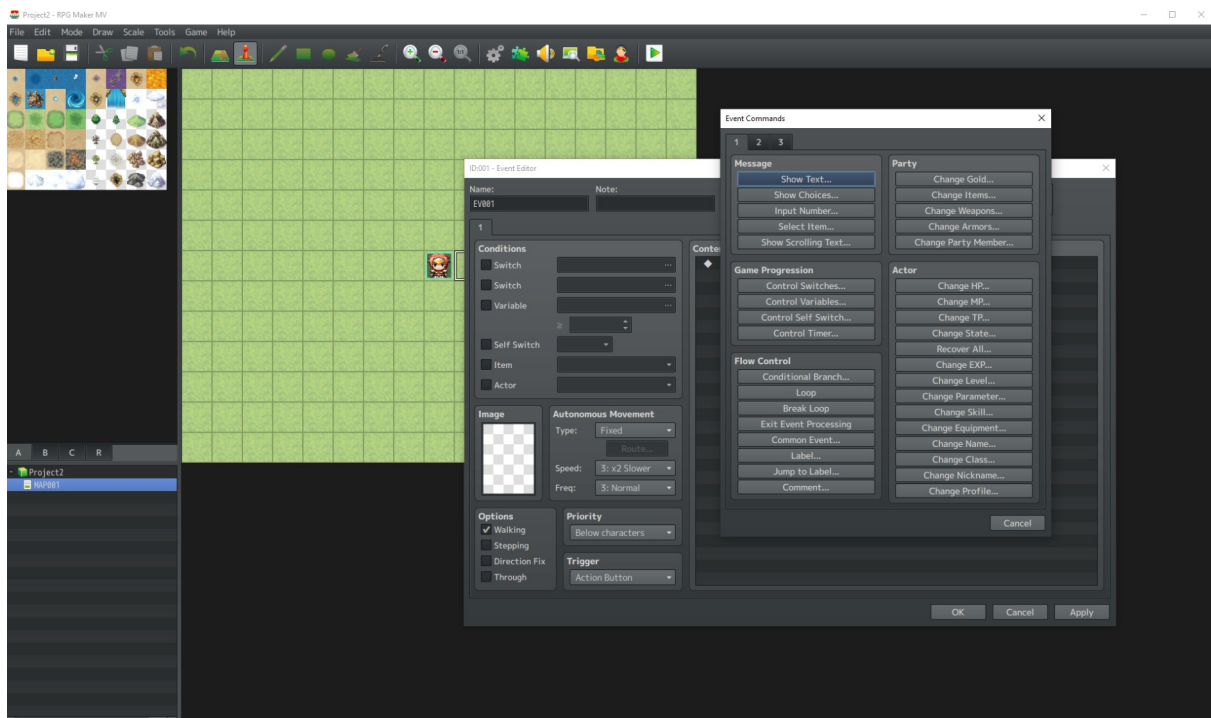 Project2 - RPG Maker MV
File Edit Mode Draw Scale Tools Game Help
A B C R
Project2
MAP001
ID:001 - Event Editor
Name:
EV001
Note:
1
Conditions
Switch
Switch
Variable
≥
Self Switch
Item
Actor
Image
Autonomous Movement
Type: Fixed
Route...
Speed: 3: x2 Slower
Freq: 3: Normal
Options
Walking
Stepping
Direction Fix
Through
Priority
Below characters
Trigger
Action Button
Conte
OK Cancel Apply
Event Commands
1 2 3
Message
Show Text...
Show Choices...
Input Number...
Select Item...
Show Scrolling Text...
Game Progression
Control Switches...
Control Variables...
Control Self Switch...
Control Timer...
Flow Control
Conditional Branch...
Loop
Break Loop
Exit Event Processing
Common Event...
Label...
Jump to Label...
Comment...
Party
Change Gold...
Change Items...
Change Weapons...
Change Armors...
Change Party Member...
Actor
Change HP...
Change MP...
Change TP...
Change State...
Recover All...
Change EXP...
Change Level...
Change Parameter...
Change Skill...
Change Equipment...
Change Name...
Change Class...
Change Nickname...
Change Profile...
Cancel